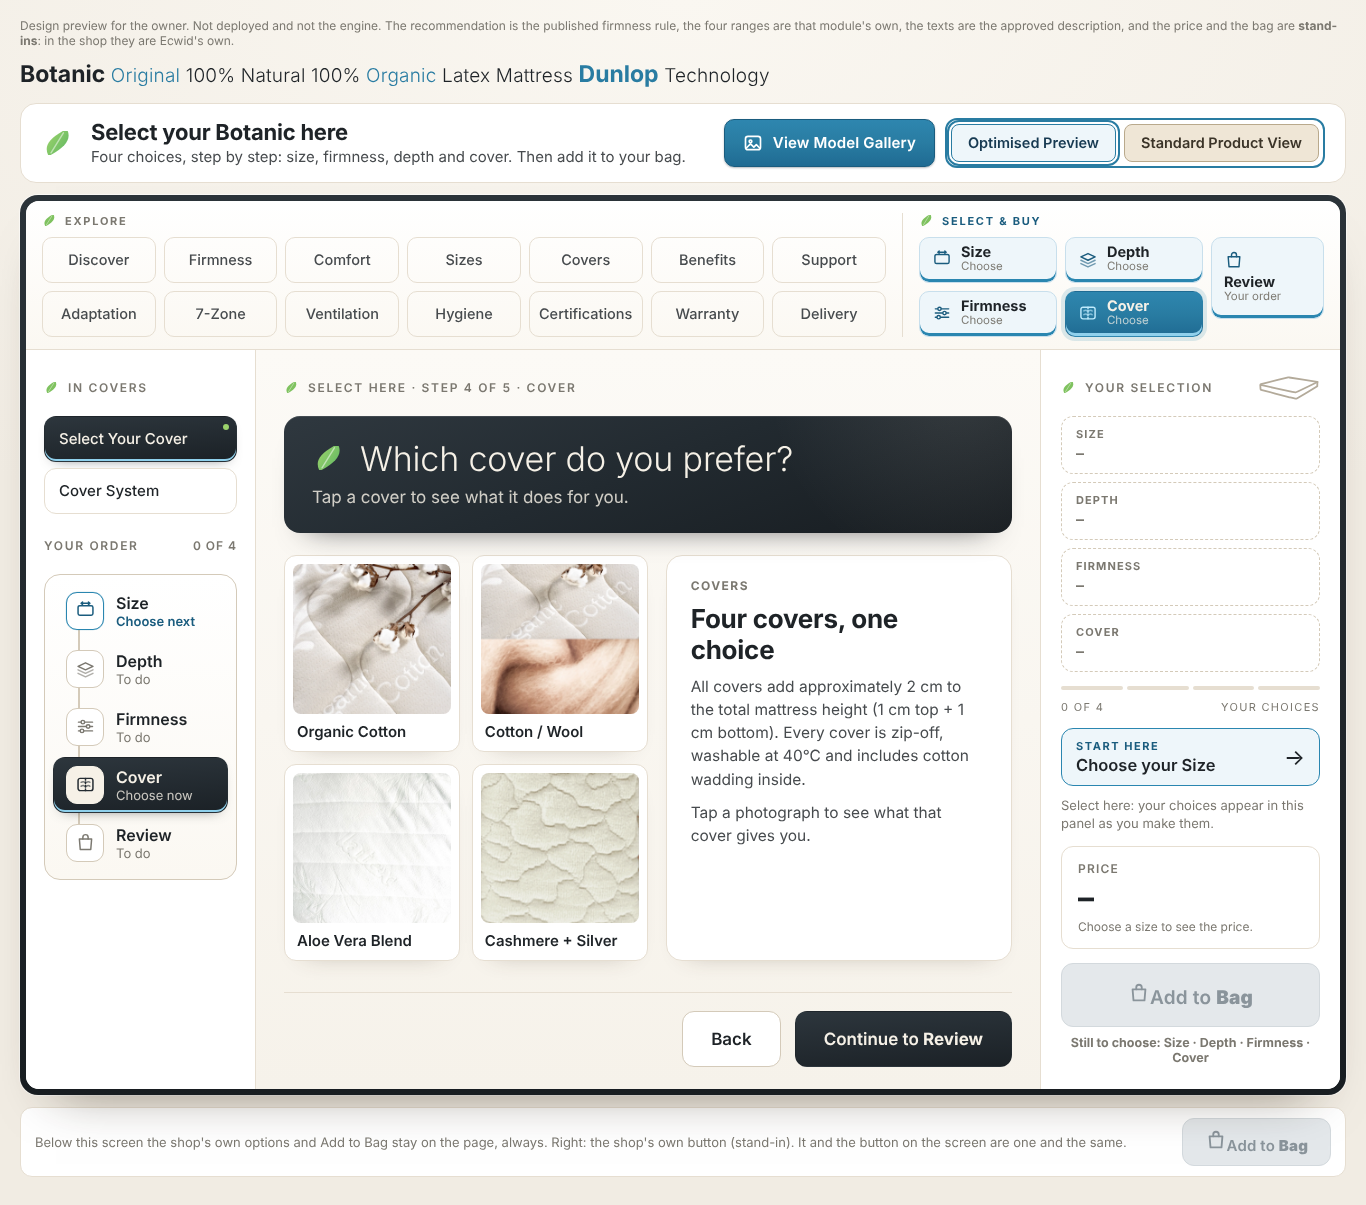 Design preview for the owner. Not deployed and not the engine. The recommendation is the published firmness rule, the four ranges are that module's own, the texts are the approved description, and the price and the bag are stand-
ins: in the shop they are Ecwid's own.
Botanic Original 100% Natural 100% Organic Latex Mattress Dunlop Technology
Select your Botanic here
Four choices, step by step: size, firmness, depth and cover. Then add it to your bag.
View Model Gallery
Optimised Preview
Standard Product View
EXPLORE
Discover
Firmness
Comfort
Sizes
Covers
Benefits
Support
Adaptation
7-Zone
Ventilation
Hygiene
Certifications
Warranty
Delivery
SELECT & BUY
Size
Choose
Depth
Choose
Review
Your order
Firmness
Choose
Cover
Choose
IN COVERS
Select Your Cover
Cover System
YOUR ORDER
0 OF 4
Size
Choose next
Depth
To do
Firmness
To do
Cover
Choose now
Review
To do
SELECT HERE · STEP 4 OF 5 · COVER
Which cover do you prefer?
Tap a cover to see what it does for you.
Organic Cotton
Cotton / Wool
Aloe Vera Blend
Cashmere + Silver
COVERS
Four covers, one
choice
All covers add approximately 2 cm to
the total mattress height (1 cm top + 1
cm bottom). Every cover is zip-off,
washable at 40°C and includes cotton
wadding inside.
Tap a photograph to see what that
cover gives you.
Back
Continue to Review
YOUR SELECTION
SIZE
–
DEPTH
–
FIRMNESS
–
COVER
–
0 OF 4
YOUR CHOICES
START HERE
Choose your Size
Select here: your choices appear in this
panel as you make them.
PRICE
–
Choose a size to see the price.
Add to Bag
Still to choose: Size · Depth · Firmness ·
Cover
Below this screen the shop's own options and Add to Bag stay on the page, always. Right: the shop's own button (stand-in). It and the button on the screen are one and the same.
Add to Bag